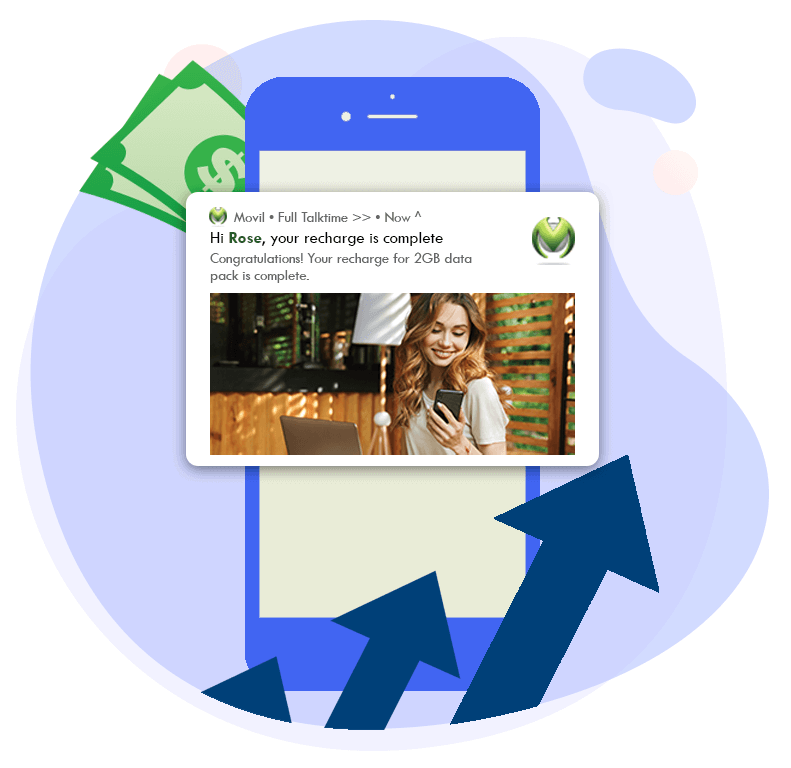 $
Movil • Full Talktime >> • Now ^
Hi Rose, your recharge is complete
Congratulations! Your recharge for 2GB data
pack is complete.